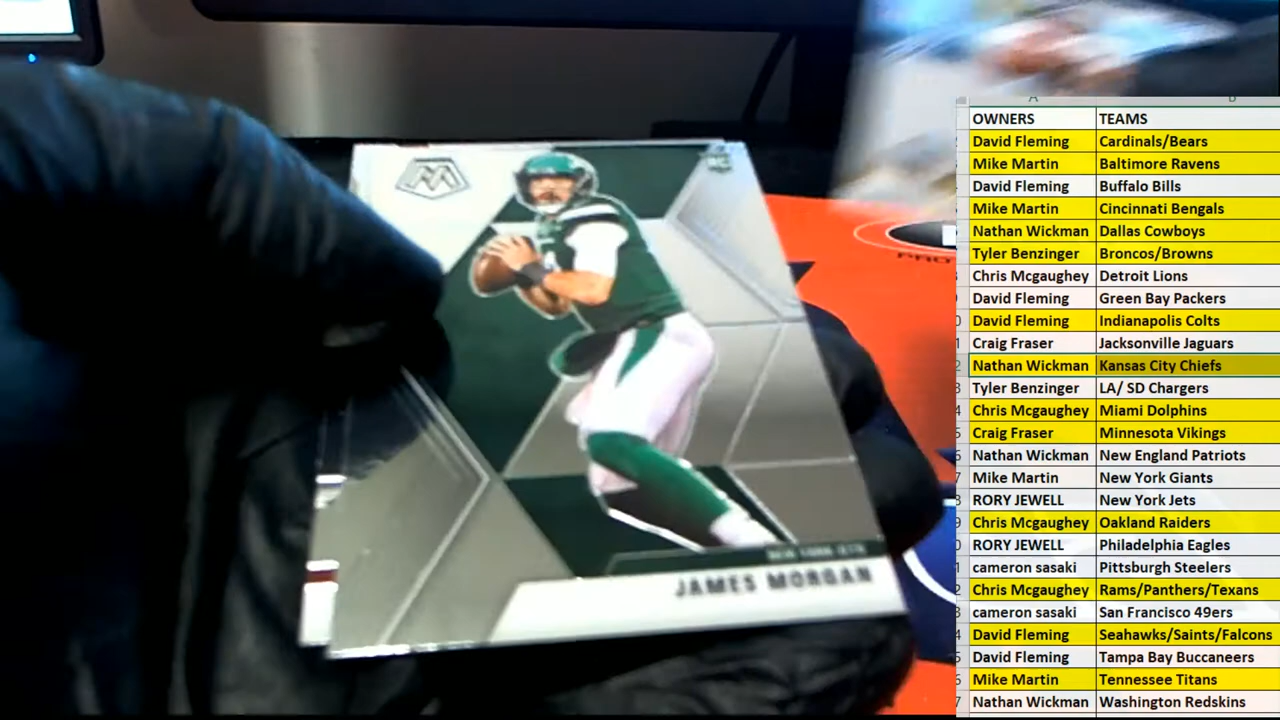 A B
OWNERS TEAMS
David Fleming Cardinals/Bears
Mike Martin Baltimore Ravens
David Fleming Buffalo Bills
Mike Martin Cincinnati Bengals
Nathan Wickman Dallas Cowboys
Tyler Benzinger Broncos/Browns
Chris Mcgaughey Detroit Lions
David Fleming Green Bay Packers
David Fleming Indianapolis Colts
Craig Fraser Jacksonville Jaguars
Nathan Wickman Kansas City Chiefs
Tyler Benzinger LA/ SD Chargers
Chris Mcgaughey Miami Dolphins
Craig Fraser Minnesota Vikings
Nathan Wickman New England Patriots
Mike Martin New York Giants
RORY JEWELL New York Jets
Chris Mcgaughey Oakland Raiders
RORY JEWELL Philadelphia Eagles
cameron sasaki Pittsburgh Steelers
Chris Mcgaughey Rams/Panthers/Texans
cameron sasaki San Francisco 49ers
David Fleming Seahawks/Saints/Falcons
David Fleming Tampa Bay Buccaneers
Mike Martin Tennessee Titans
Nathan Wickman Washington Redskins
RC
PRO
NEW YORK JETS
JAMES MORGAN